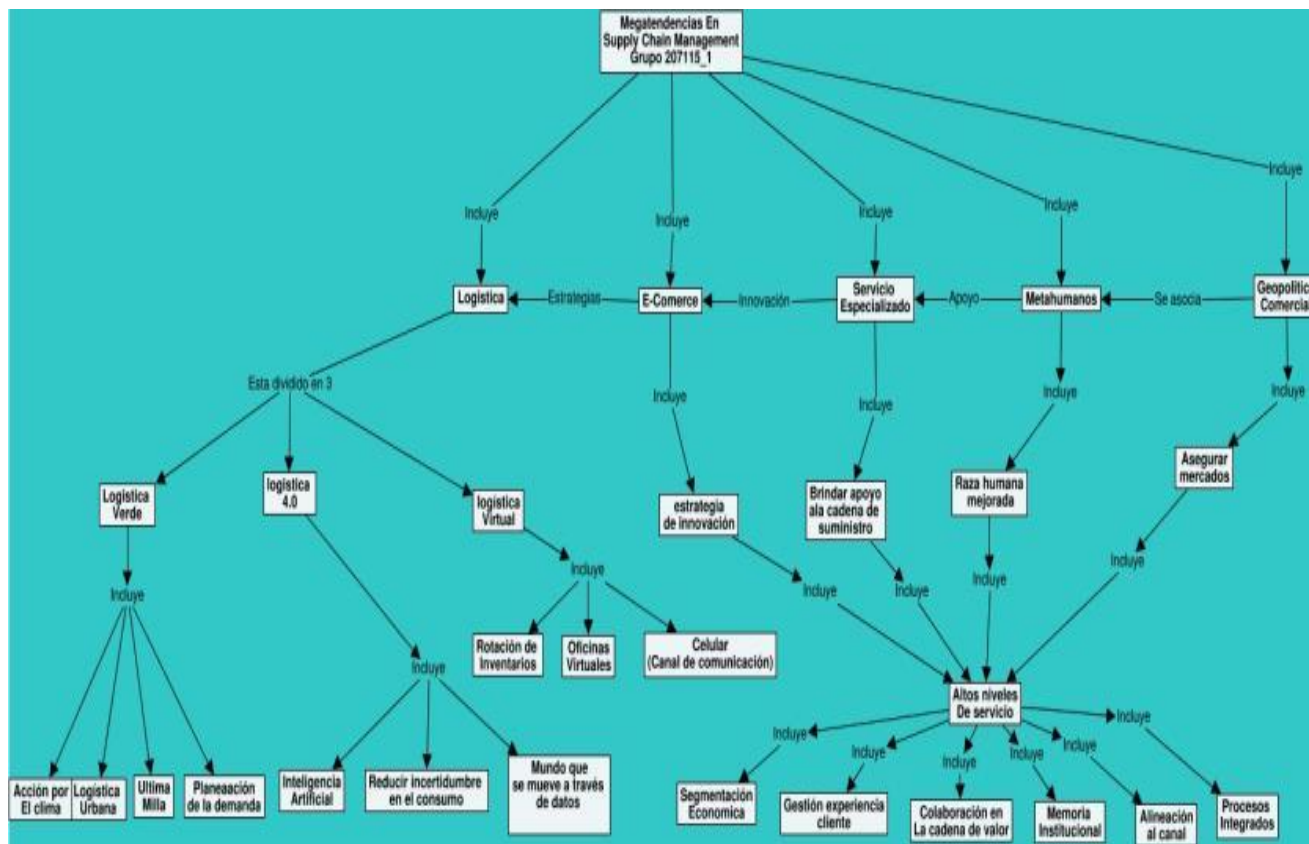 Megatendencias En
Supply Chain Management
Grupo 207115_1
Incluye
Incluye
Incluye
Incluye
Incluye
Logística
Estrategias
E-Comerce
Innovación
Servicio
Especializado
Apoyo
Metahumanos
Se asocia
Geopolític
Comercia
Esta dividido en 3
Incluye
Incluye
Incluye
Incluye
Logística
Verde
logística
4.0
logística
Virtual
estrategia
de innovación
Brindar apoyo
ala cadena de
suministro
Raza humana
mejorada
Asegurar
mercados
Incluye
Incluye
Incluye
Incluye
Incluye
Incluye
Rotación de
Inventarios
Oficinas
Virtuales
Celular
(Canal de comunicación)
Incluye
Altos niveles
De servicio
Incluye
Incluye
Incluye
Incluye
Incluye
Incluye
Acción por
El clima
Logística
Urbana
Ultima
Milla
Planeaación
de la demanda
Inteligencia
Artificial
Reducir incertidumbre
en el consumo
Mundo que
se mueve a través
de datos
Segmentación
Economica
Gestión experiencia
cliente
Colaboración en
La cadena de valor
Memoria
Institucional
Alineación
al canal
Procesos
Integrados